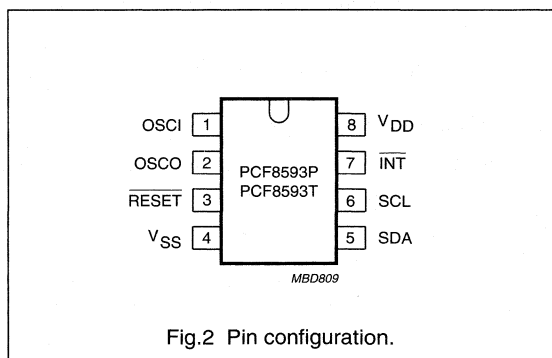 OSCI 1
OSCO 2
RESET 3
VSS 4
PCF8593P
PCF8593T
8 VDD
7 INT
6 SCL
5 SDA
MBD809
Fig.2 Pin configuration.